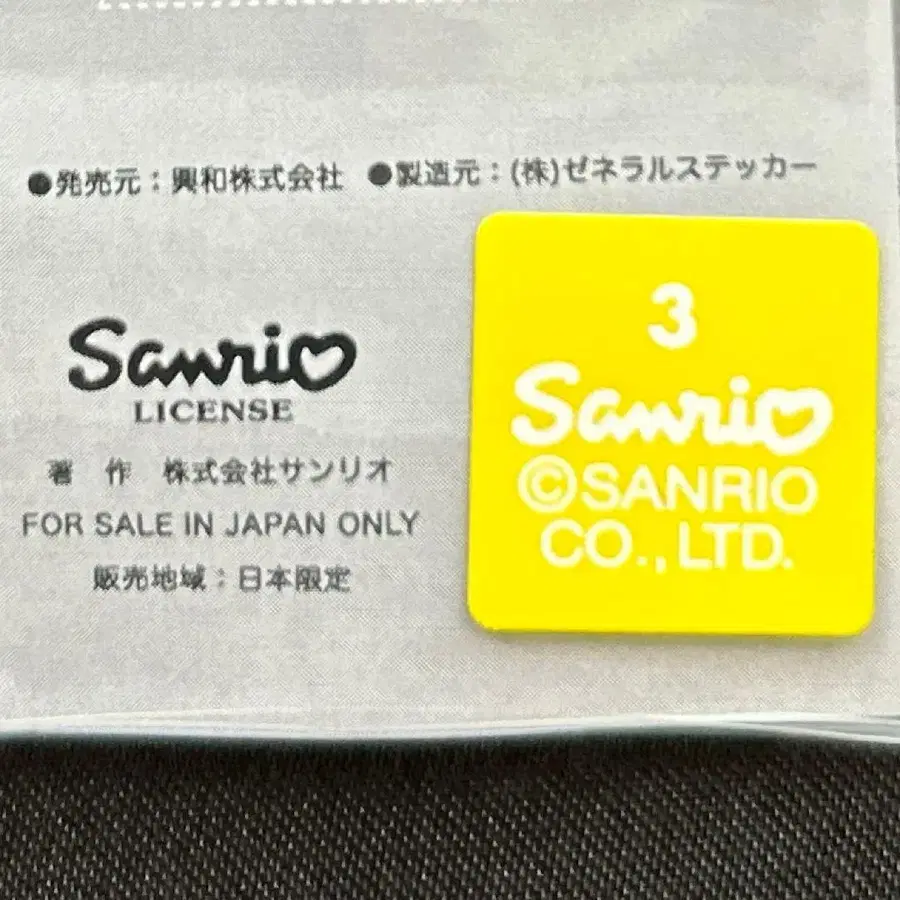 ●発売元：興和株式会社 ●製造元：(株)ゼネラルステッカー
Sanrio
LICENSE
著 作 株式会社サンリオ
FOR SALE IN JAPAN ONLY
販売地域：日本限定
3
Sanrio
©SANRIO
CO., LTD.